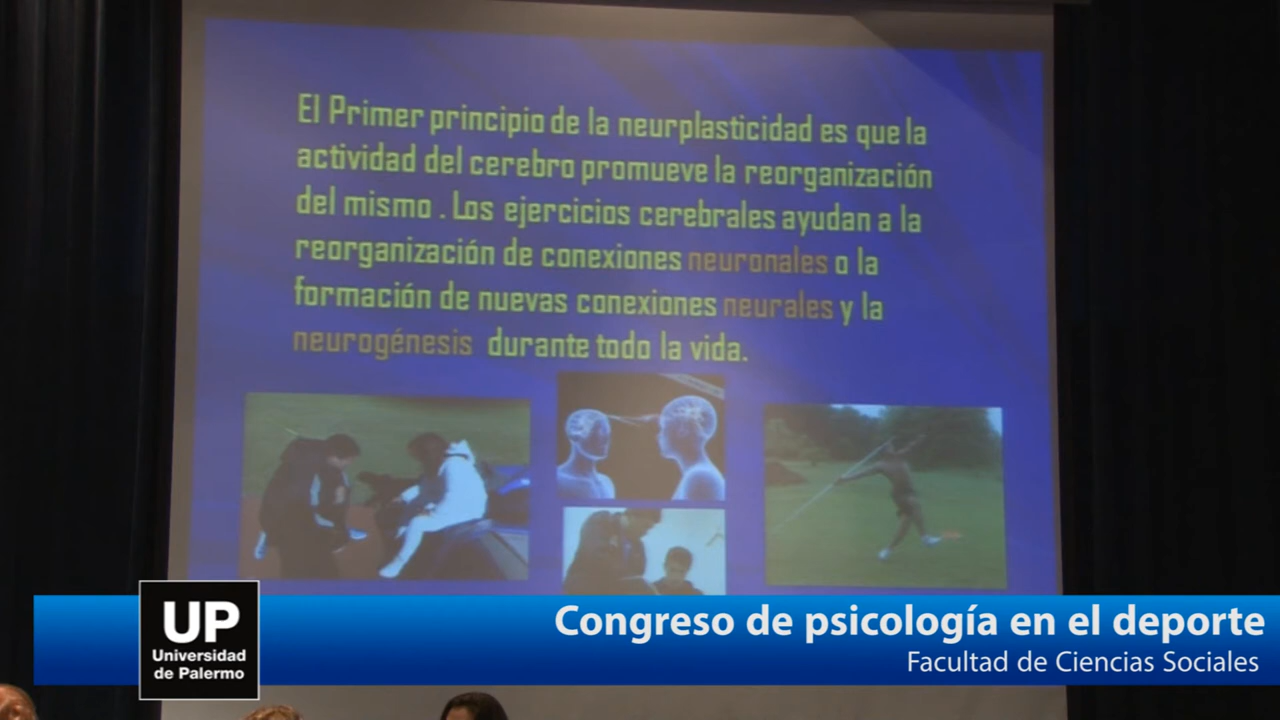 El Primer principio de la neurplasticidad es que la
actividad del cerebro promueve la reorganización
del mismo . Los ejercicios cerebrales ayudan a la
reorganización de conexiones neuronales o la
formación de nuevas conexiones neurales y la
neurogénesis durante todo la vida.
UP
Universidad
de Palermo
Congreso de psicología en el deporte
Facultad de Ciencias Sociales